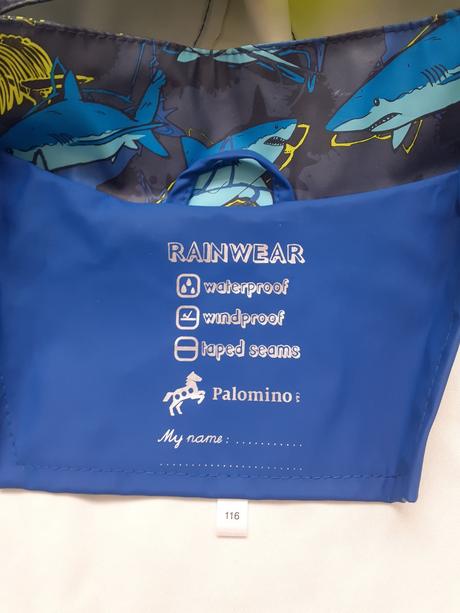 RAINWEAR
waterproof
windproof
taped seams
Palomino
My name : ............
........................
116